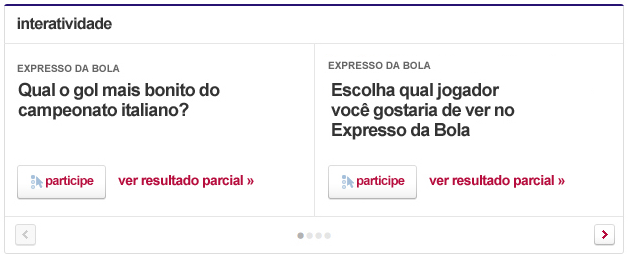 interatividade
EXPRESSO DA BOLA
Qual o gol mais bonito do
campeonato italiano?
participe
ver resultado parcial »
EXPRESSO DA BOLA
Escolha qual jogador
você gostaria de ver no
Expresso da Bola
participe
ver resultado parcial »